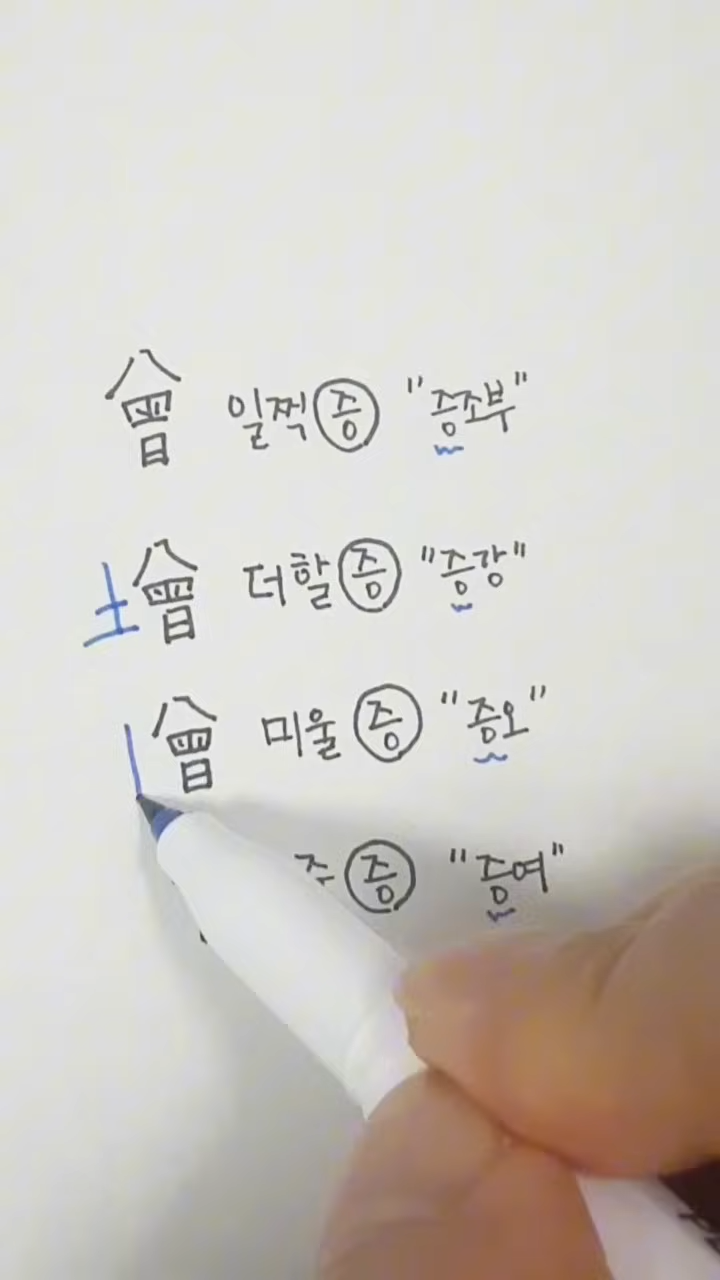 曾 일찍 증 "증조부"
增 더할 증 "증강"
曾 미울 증 "증오"
증 "증여"